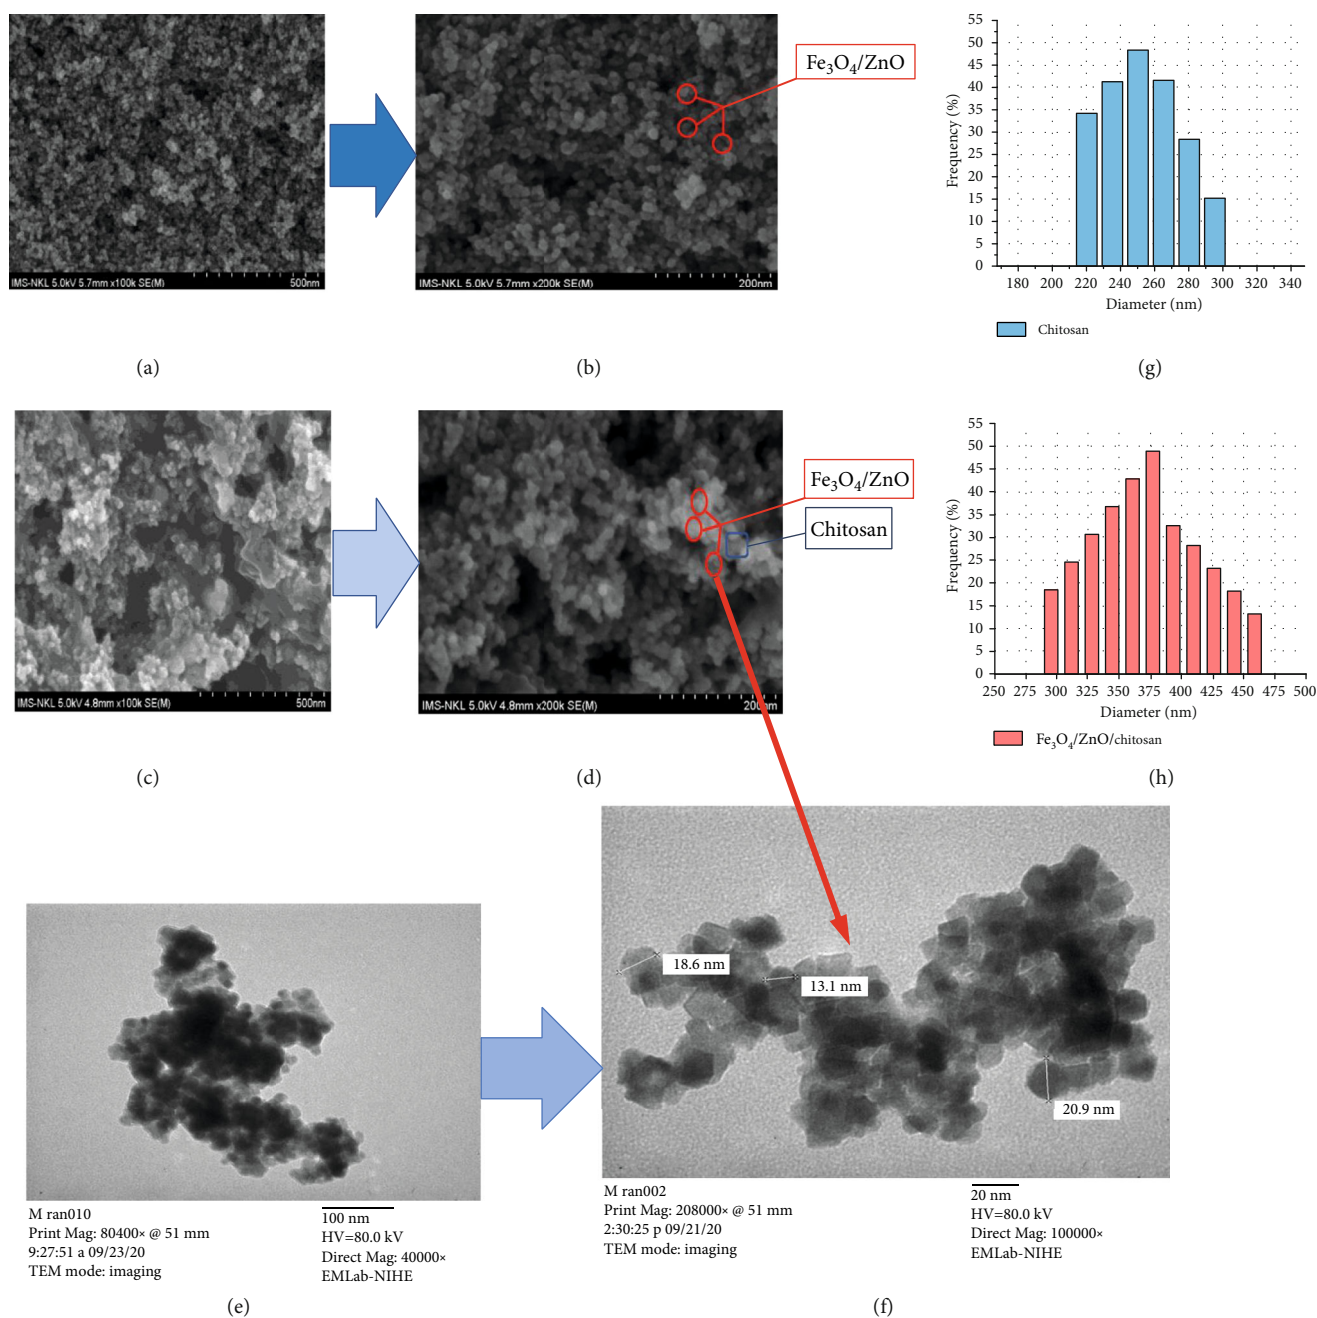 IMS-NKL 5.0kV 5.7mm x100k SE(M) 500nm
(a)
Fe₃O₄/ZnO
IMS-NKL 5.0kV 5.7mm x200k SE(M) 200nm
(b)
55
50
45
40
35
30
25
20
15
10
5
0
Frequency (%)
180 200 220 240 260 280 300 320 340
Diameter (nm)
Chitosan
(g)
IMS-NKL 5.0kV 4.8mm x100k SE(M) 500nm
(c)
Fe₃O₄/ZnO
Chitosan
IMS-NKL 5.0kV 4.8mm x200k SE(M) 200nm
(d)
55
50
45
40
35
30
25
20
15
10
5
0
Frequency (%)
250 275 300 325 350 375 400 425 450 475 500
Diameter (nm)
Fe₃O₄/ZnO/chitosan
(h)
M ran010
Print Mag: 80400× @ 51 mm
9:27:51 a 09/23/20
TEM mode: imaging
100 nm
HV=80.0 kV
Direct Mag: 40000×
EMLab-NIHE
(e)
18.6 nm
13.1 nm
20.9 nm
M ran002
Print Mag: 208000× @ 51 mm
2:30:25 p 09/21/20
TEM mode: imaging
20 nm
HV=80.0 kV
Direct Mag: 100000×
EMLab-NIHE
(f)